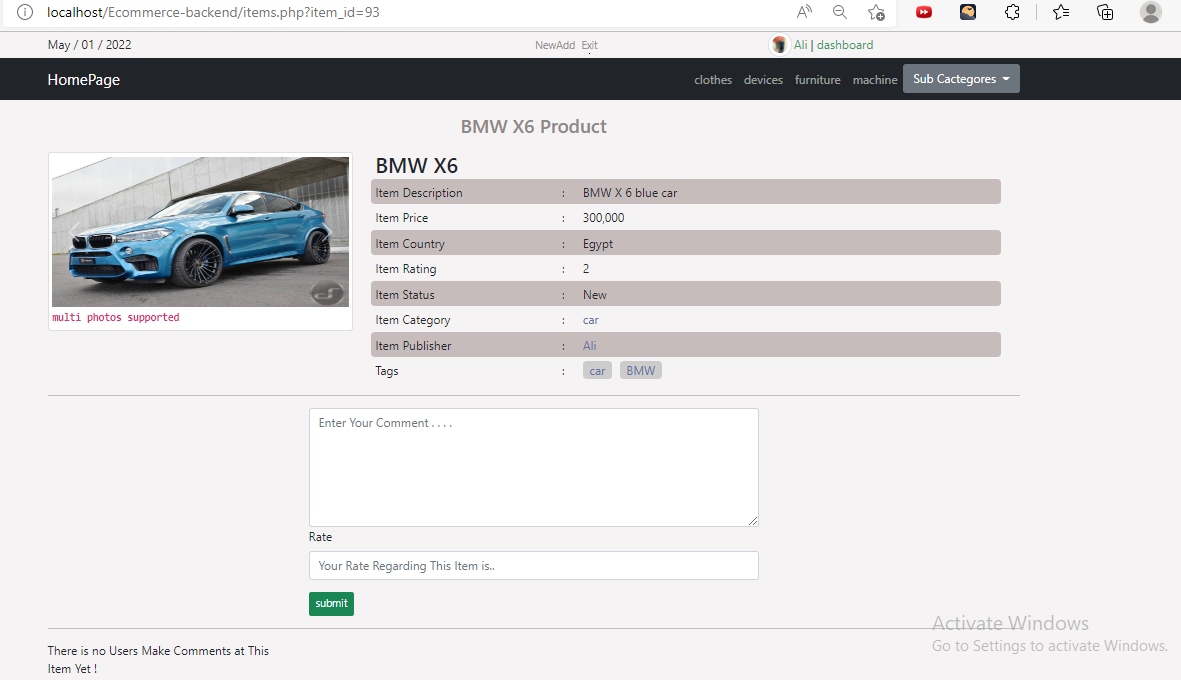 localhost/Ecommerce-backend/items.php?item_id=93
May / 01 / 2022 NewAdd Exit Ali | dashboard
HomePage clothes devices furniture machine Sub Cactegores
BMW X6 Product
BMW X6
Item Description : BMW X 6 blue car
Item Price : 300,000
Item Country : Egypt
Item Rating : 2
Item Status : New
Item Category : car
Item Publisher : Ali
Tags : car BMW
multi photos supported
Enter Your Comment . . . .
Rate
Your Rate Regarding This Item is..
submit
There is no Users Make Comments at This
Item Yet !
Activate Windows
Go to Settings to activate Windows.